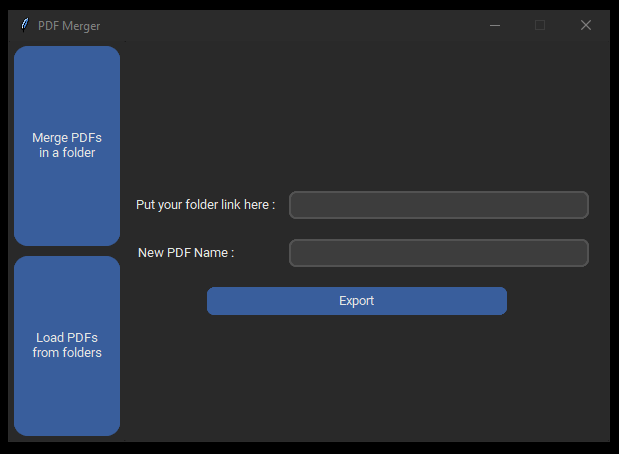 PDF Merger
Merge PDFs
in a folder
Put your folder link here :
New PDF Name :
Export
Load PDFs
from folders